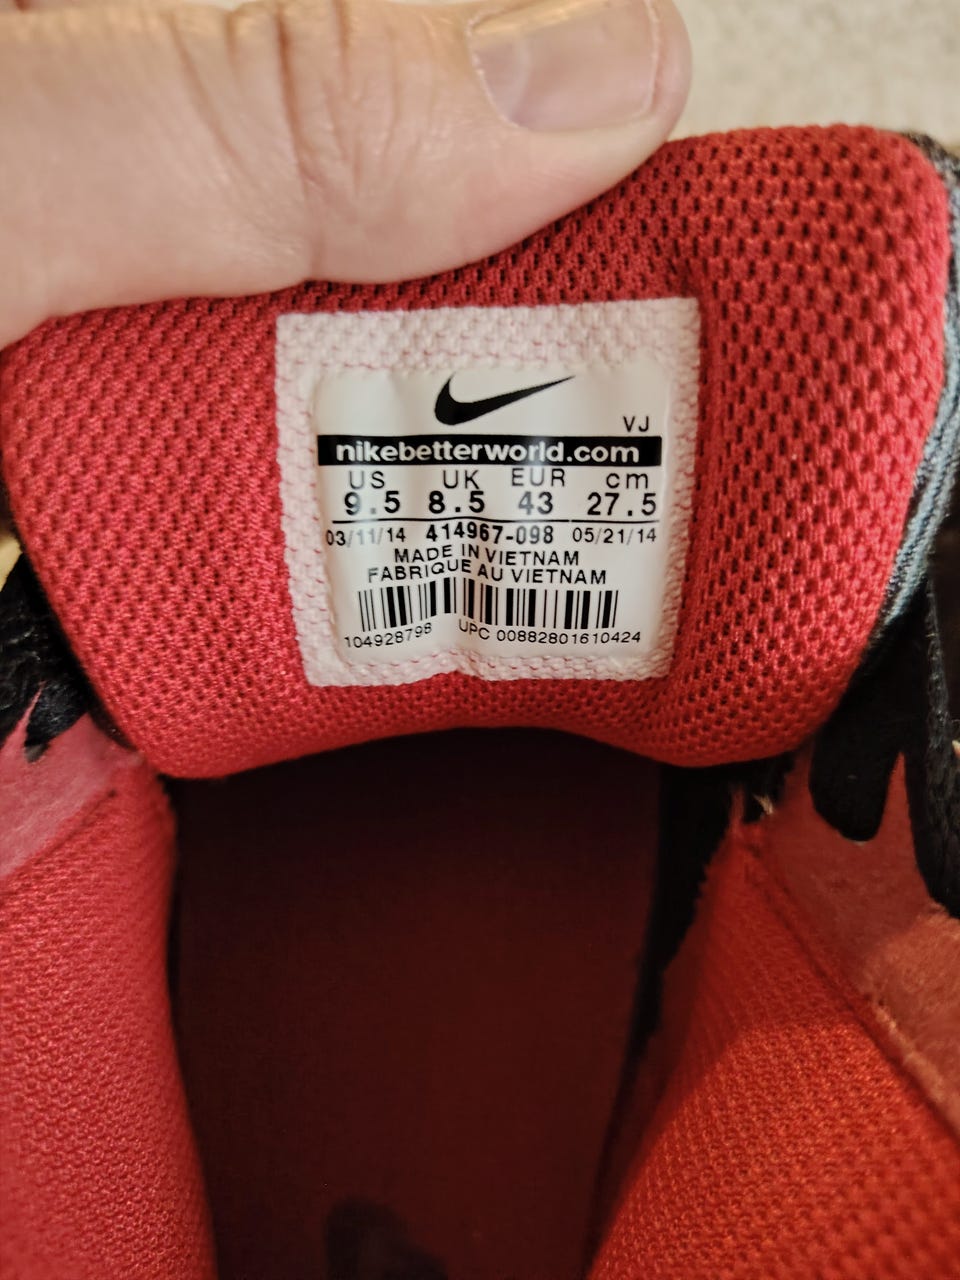 VJ
nikebetterworld.com
US UK EUR cm
9.5 8.5 43 27.5
03/11/14 414967-098 05/21/14
MADE IN VIETNAM
FABRIQUE AU VIETNAM
104928798 UPC 00882801610424